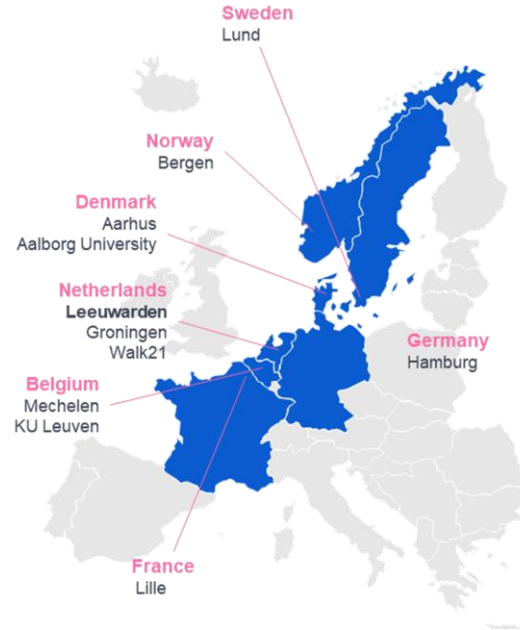 Sweden
Lund
Norway
Bergen
Denmark
Aarhus
Aalborg University
Netherlands
Leeuwarden
Groningen
Walk21
Germany
Hamburg
Belgium
Mechelen
KU Leuven
France
Lille